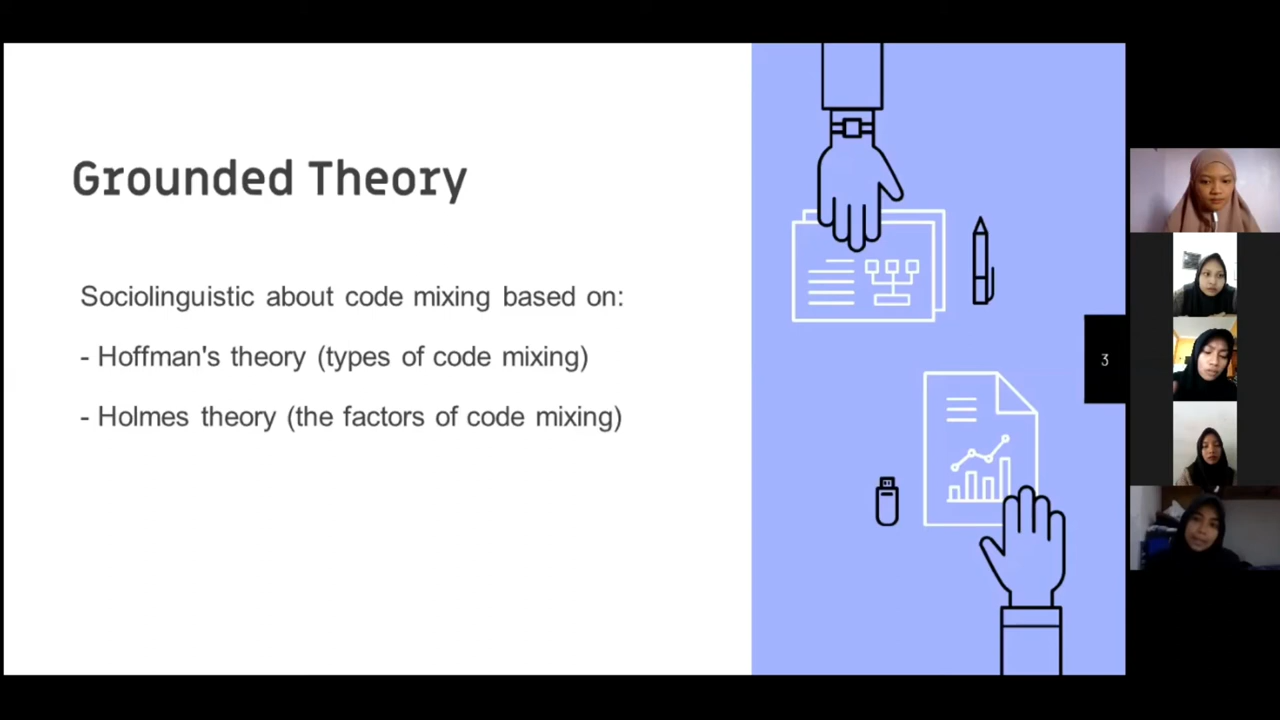 Grounded Theory
Sociolinguistic about code mixing based on:
- Hoffman's theory (types of code mixing)
- Holmes theory (the factors of code mixing)
3